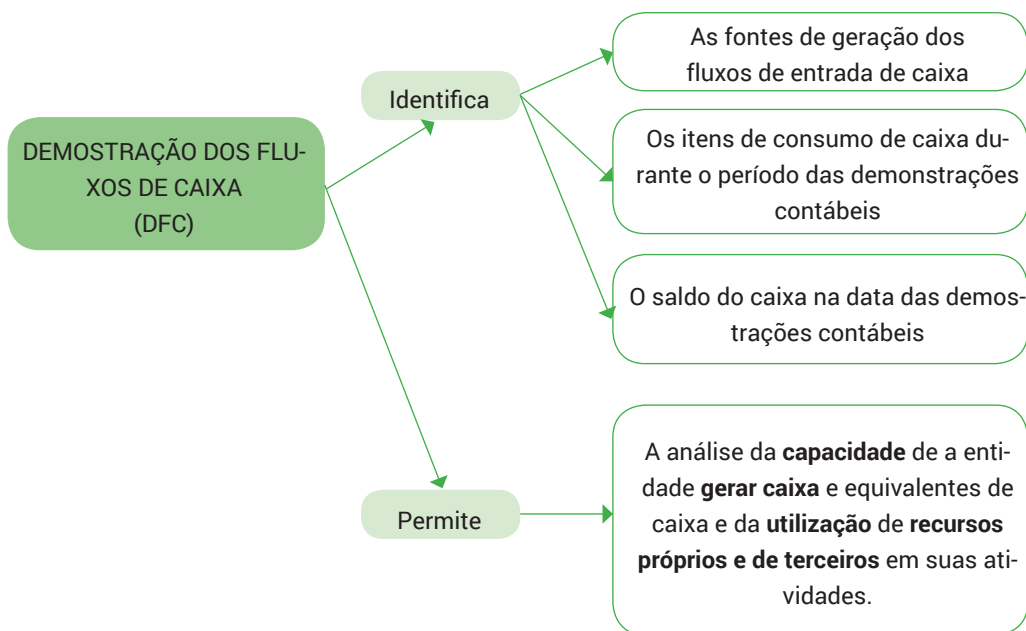 DEMOSTRAÇÃO DOS FLU-
XOS DE CAIXA
(DFC)
Identifica
As fontes de geração dos
fluxos de entrada de caixa
Os itens de consumo de caixa du-
rante o período das demonstrações
contábeis
O saldo do caixa na data das demos-
trações contábeis
Permite
A análise da capacidade de a enti-
dade gerar caixa e equivalentes de
caixa e da utilização de recursos
próprios e de terceiros em suas ati-
vidades.